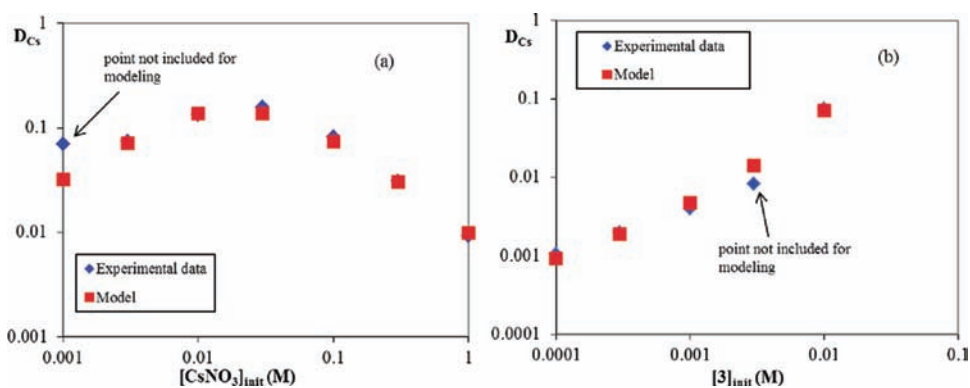 1
D_Cs
point not included for
modeling
(a)
0.1
0.01
Experimental data
Model
0.001
0.001
0.01
0.1
1
[CsNO₃]init (M)
1
D_Cs
Experimental data
Model
(b)
0.1
0.01
point not included for
modeling
0.001
0.0001
0.0001
0.001
0.01
0.1
[3]init (M)